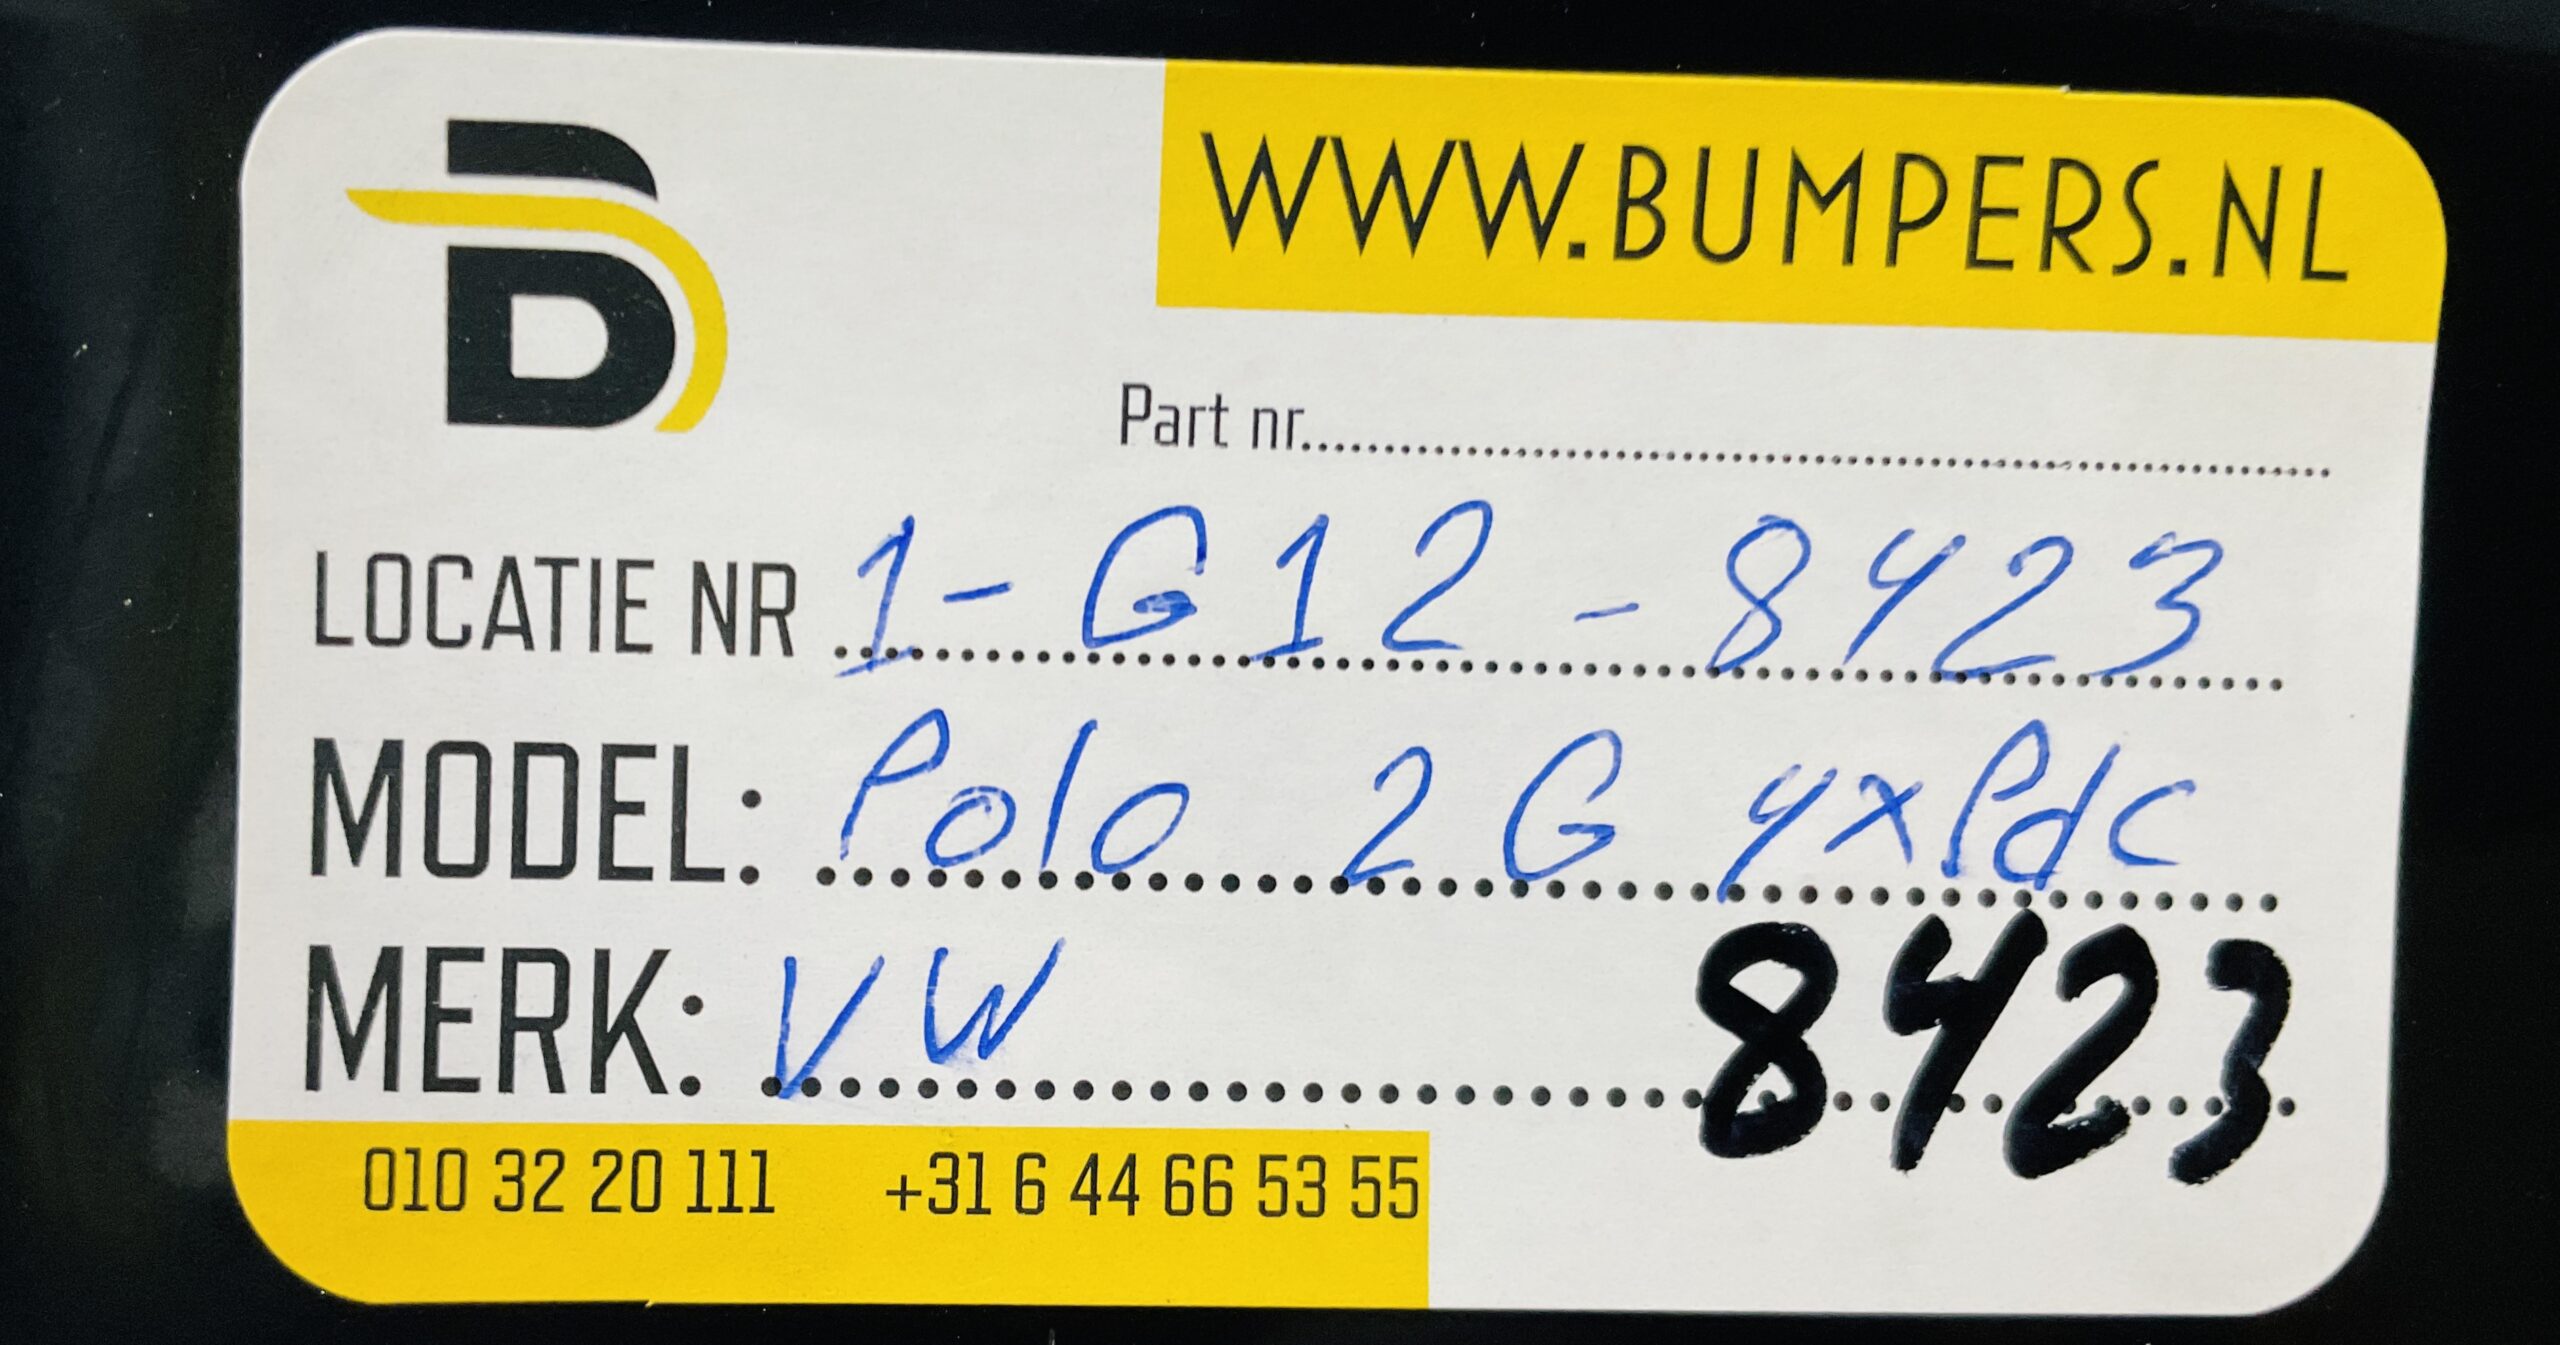 B
WWW.BUMPERS.NL
Part nr.
LOCATIE NR 1-G12-8423
MODEL: Polo 2G 4xPdc
MERK: VW
8423
010 32 20 111 +31 6 44 66 53 55